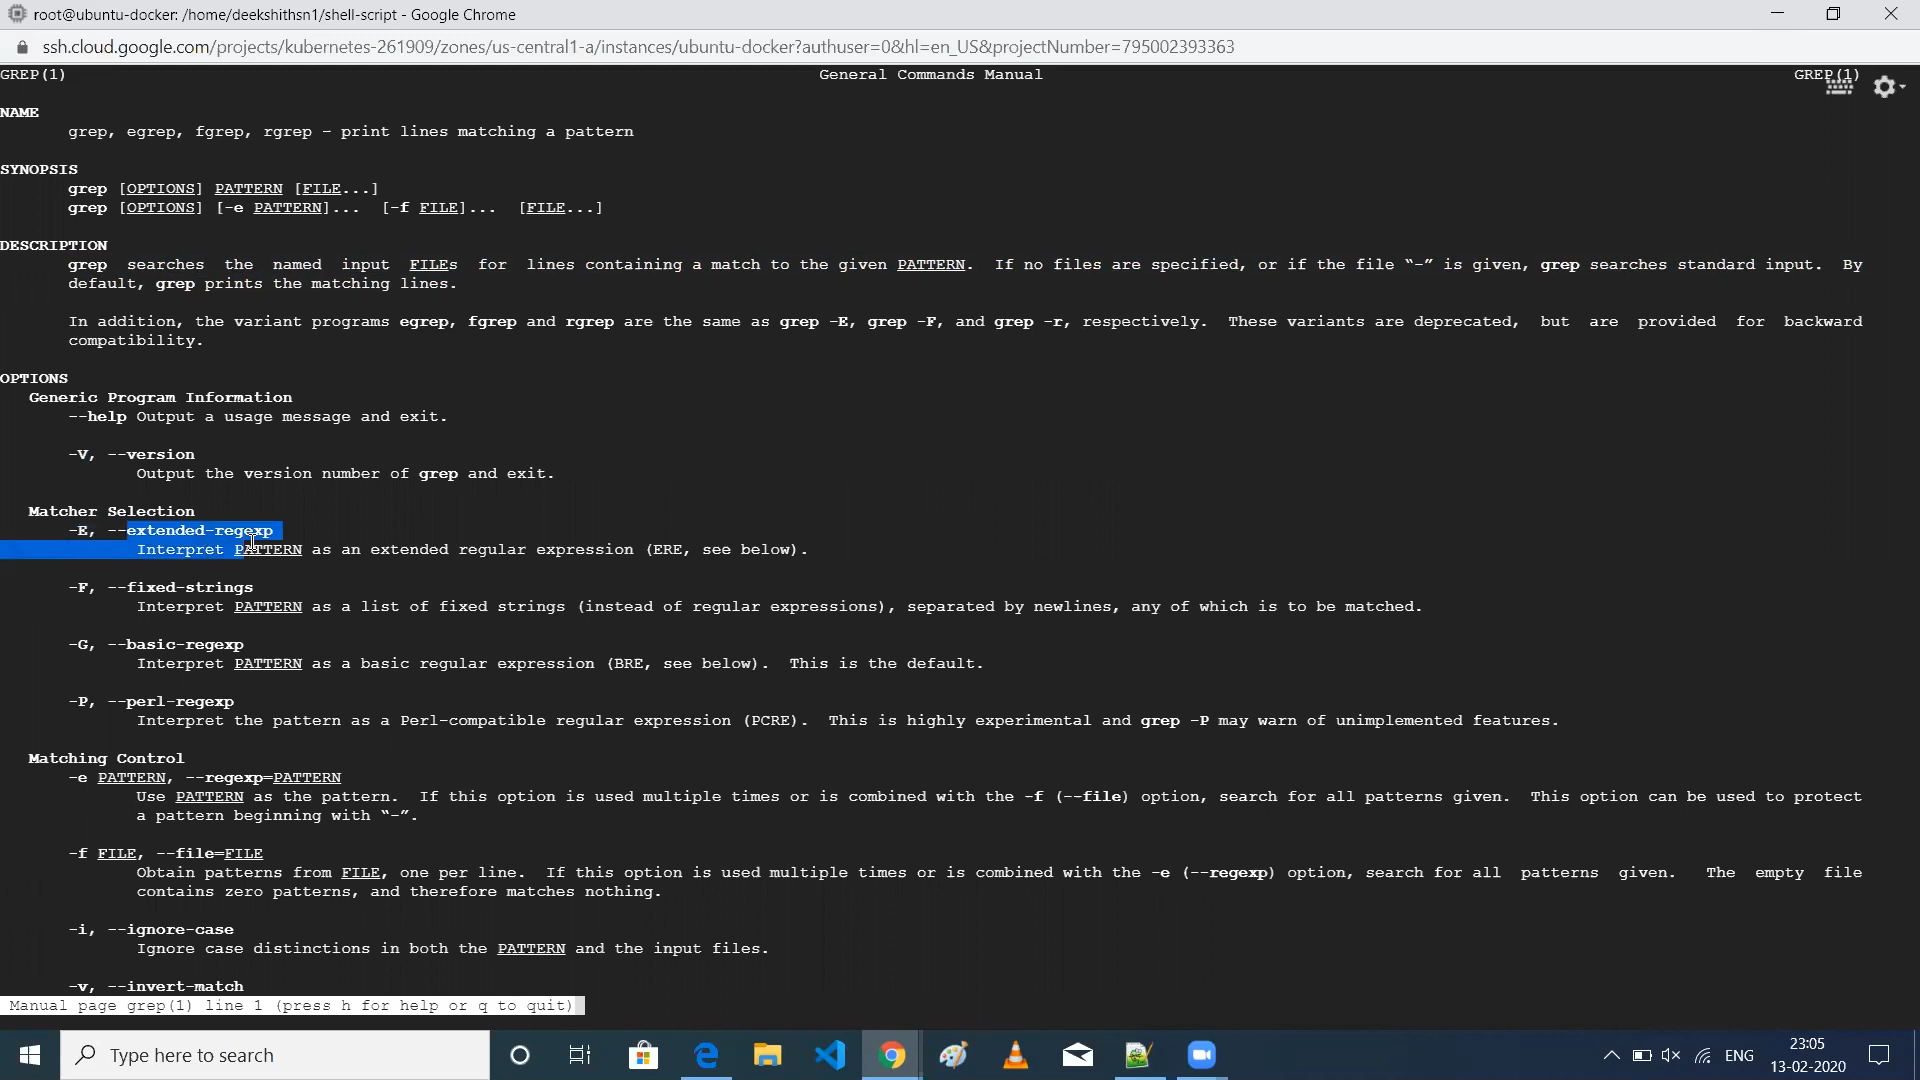 root@ubuntu-docker: /home/deekshithsn1/shell-script - Google Chrome
ssh.cloud.google.com/projects/kubernetes-261909/zones/us-central1-a/instances/ubuntu-docker?authuser=0&hl=en_US&projectNumber=795002393363
GREP(1) General Commands Manual GREP(1)
NAME
grep, egrep, fgrep, rgrep - print lines matching a pattern
SYNOPSIS
grep [OPTIONS] PATTERN [FILE...]
grep [OPTIONS] [-e PATTERN]... [-f FILE]... [FILE...]
DESCRIPTION
grep searches the named input FILEs for lines containing a match to the given PATTERN. If no files are specified, or if the file “-” is given, grep searches standard input. By
default, grep prints the matching lines.
In addition, the variant programs egrep, fgrep and rgrep are the same as grep -E, grep -F, and grep -r, respectively. These variants are deprecated, but are provided for backward
compatibility.
OPTIONS
Generic Program Information
--help Output a usage message and exit.
-V, --version
Output the version number of grep and exit.
Matcher Selection
-E, --extended-regexp
Interpret PATTERN as an extended regular expression (ERE, see below).
-F, --fixed-strings
Interpret PATTERN as a list of fixed strings (instead of regular expressions), separated by newlines, any of which is to be matched.
-G, --basic-regexp
Interpret PATTERN as a basic regular expression (BRE, see below). This is the default.
-P, --perl-regexp
Interpret the pattern as a Perl-compatible regular expression (PCRE). This is highly experimental and grep -P may warn of unimplemented features.
Matching Control
-e PATTERN, --regexp=PATTERN
Use PATTERN as the pattern. If this option is used multiple times or is combined with the -f (--file) option, search for all patterns given. This option can be used to protect
a pattern beginning with “-”.
-f FILE, --file=FILE
Obtain patterns from FILE, one per line. If this option is used multiple times or is combined with the -e (--regexp) option, search for all patterns given. The empty file
contains zero patterns, and therefore matches nothing.
-i, --ignore-case
Ignore case distinctions in both the PATTERN and the input files.
-v, --invert-match
Manual page grep(1) line 1 (press h for help or q to quit)
Type here to search
ENG
23:05
13-02-2020